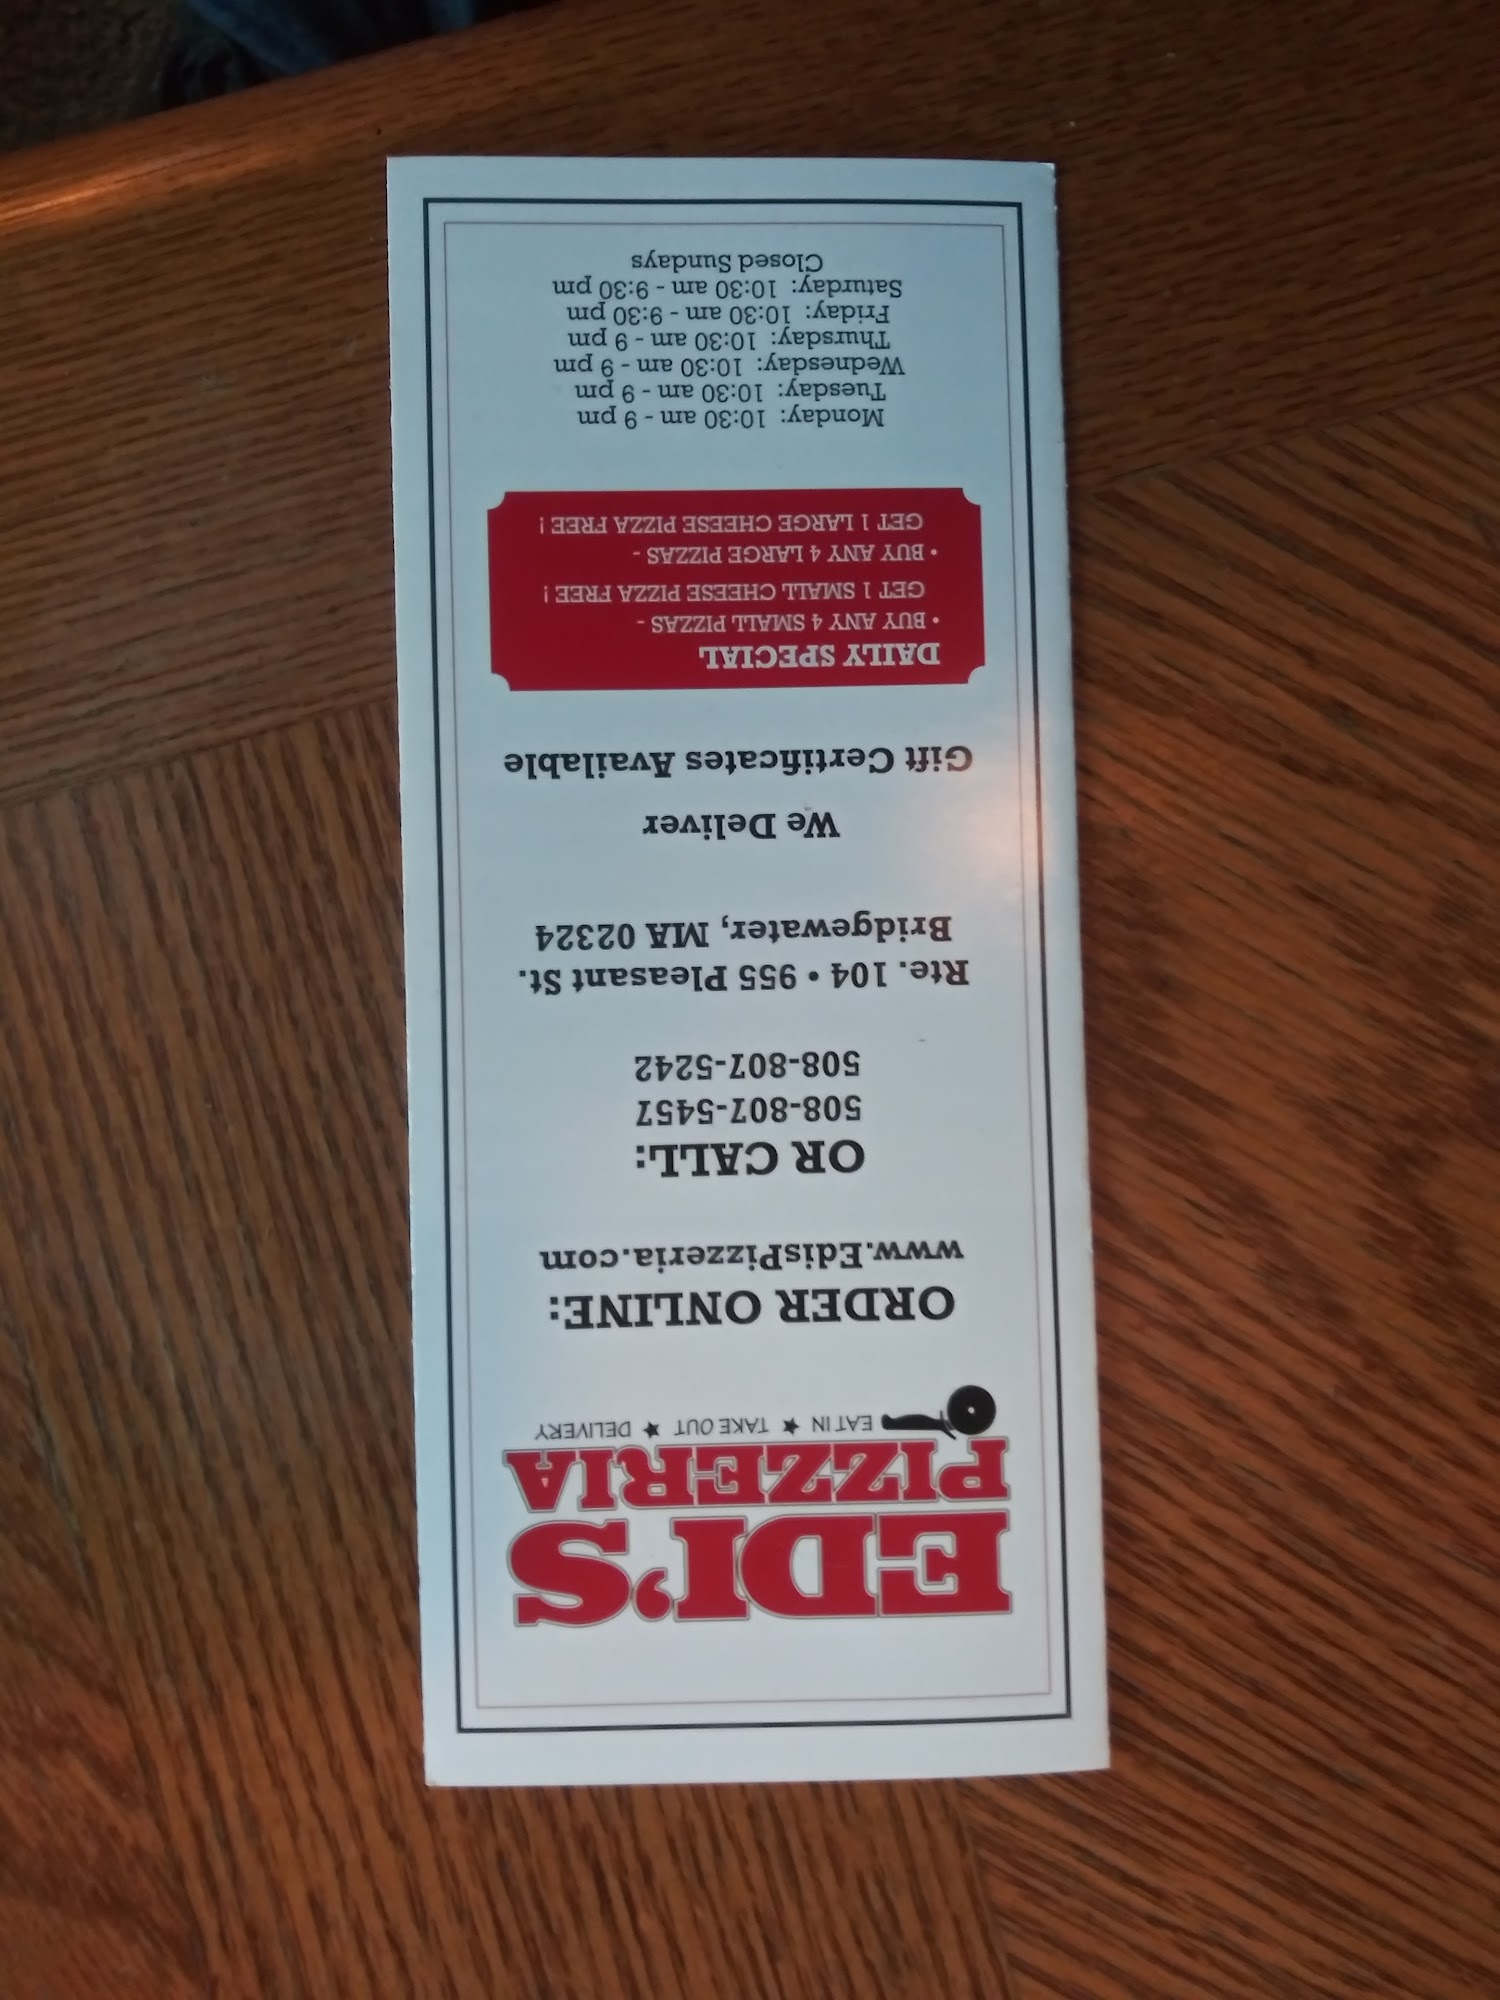 EDI'S
PIZZERIA
EAT IN ★ TAKE OUT ★ DELIVERY
ORDER ONLINE:
www.EdisPizzeria.com
OR CALL:
508-807-5457
508-807-5242
Rte. 104 • 955 Pleasant St.
Bridgewater, MA 02324
We Deliver
Gift Certificates Available
DAILY SPECIAL
• BUY ANY 4 SMALL PIZZAS -
GET 1 SMALL CHEESE PIZZA FREE !
• BUY ANY 4 LARGE PIZZAS -
GET 1 LARGE CHEESE PIZZA FREE !
Monday: 10:30 am - 9 pm
Tuesday: 10:30 am - 9 pm
Wednesday: 10:30 am - 9 pm
Thursday: 10:30 am - 9 pm
Friday: 10:30 am - 9:30 pm
Saturday: 10:30 am - 9:30 pm
Closed Sundays